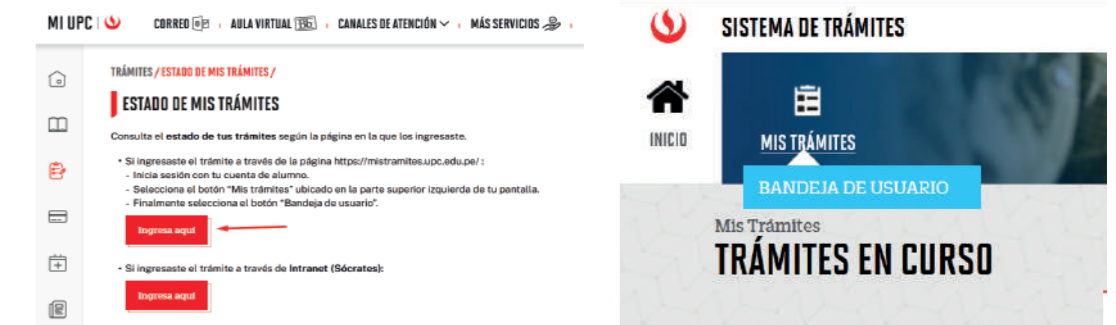 MI UPC
CORREO
AULA VIRTUAL
Bb
CANALES DE ATENCIÓN
MÁS SERVICIOS
TRÁMITES / ESTADO DE MIS TRÁMITES /
ESTADO DE MIS TRÁMITES
Consulta el estado de tus trámites según la página en la que los ingresaste.
• Si ingresaste el trámite a través de la página https://mistramites.upc.edu.pe/ :
- Inicia sesión con tu cuenta de alumno.
- Selecciona el botón “Mis trámites” ubicado en la parte superior izquierda de tu pantalla.
- Finalmente selecciona el botón “Bandeja de usuario”.
Ingresa aquí
• Si ingresaste el trámite a través de Intranet (Sócrates):
Ingresa aquí
SISTEMA DE TRÁMITES
INICIO
MIS TRÁMITES
BANDEJA DE USUARIO
Mis Trámites
TRÁMITES EN CURSO